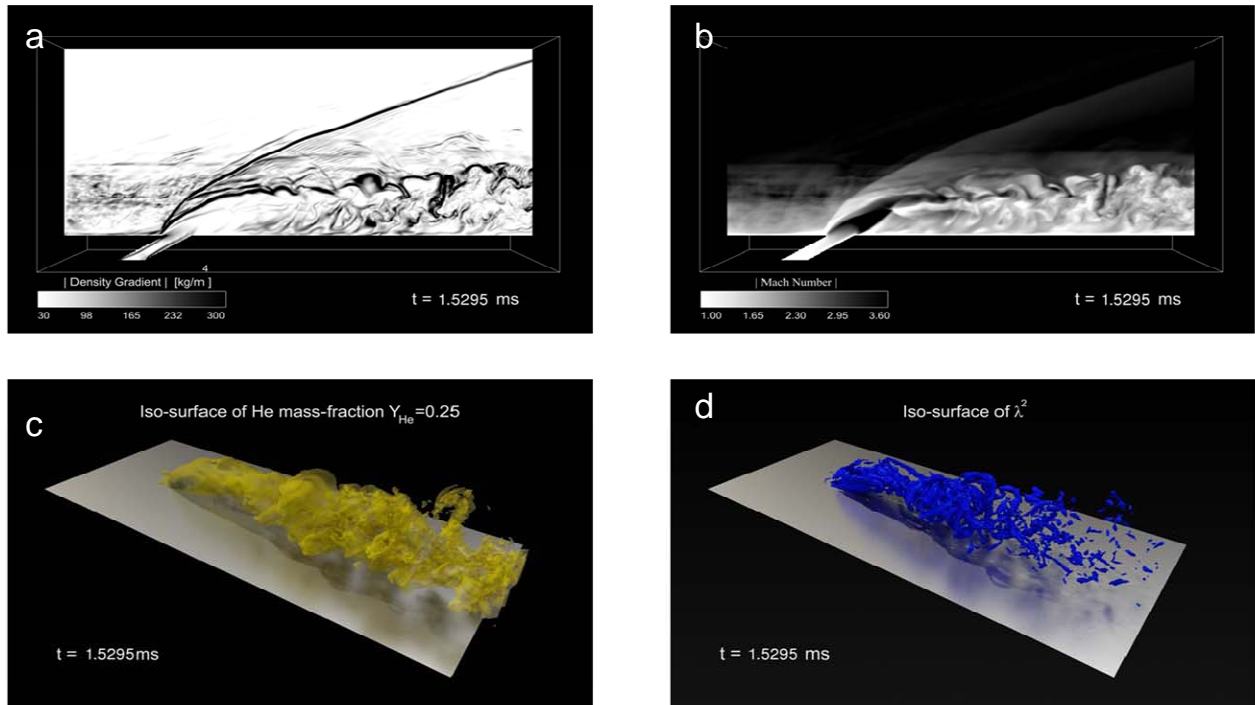 a
4
| Density Gradient | [kg/m ]
30 98 165 232 300
t = 1.5295 ms
b
| Mach Number |
1.00 1.65 2.30 2.95 3.60
t = 1.5295 ms
c
Iso-surface of He mass-fraction Y_He=0.25
t = 1.5295ms
d
Iso-surface of λ²
t = 1.5295 ms